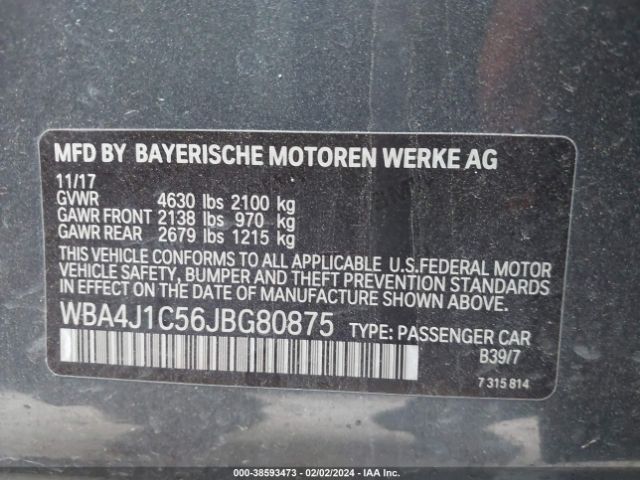 MFD BY BAYERISCHE MOTOREN WERKE AG
11/17
GVWR 4630 lbs 2100 kg
GAWR FRONT 2138 lbs 970 kg
GAWR REAR 2679 lbs 1215 kg
THIS VEHICLE CONFORMS TO ALL APPLICABLE U.S.FEDERAL MOTOR
VEHICLE SAFETY, BUMPER AND THEFT PREVENTION STANDARDS
IN EFFECT ON THE DATE OF MANUFACTURE SHOWN ABOVE.
WBA4J1C56JBG80875 TYPE: PASSENGER CAR
B39/7
7 315 814
000-38593473 - 02/02/2024 - IAA Inc.